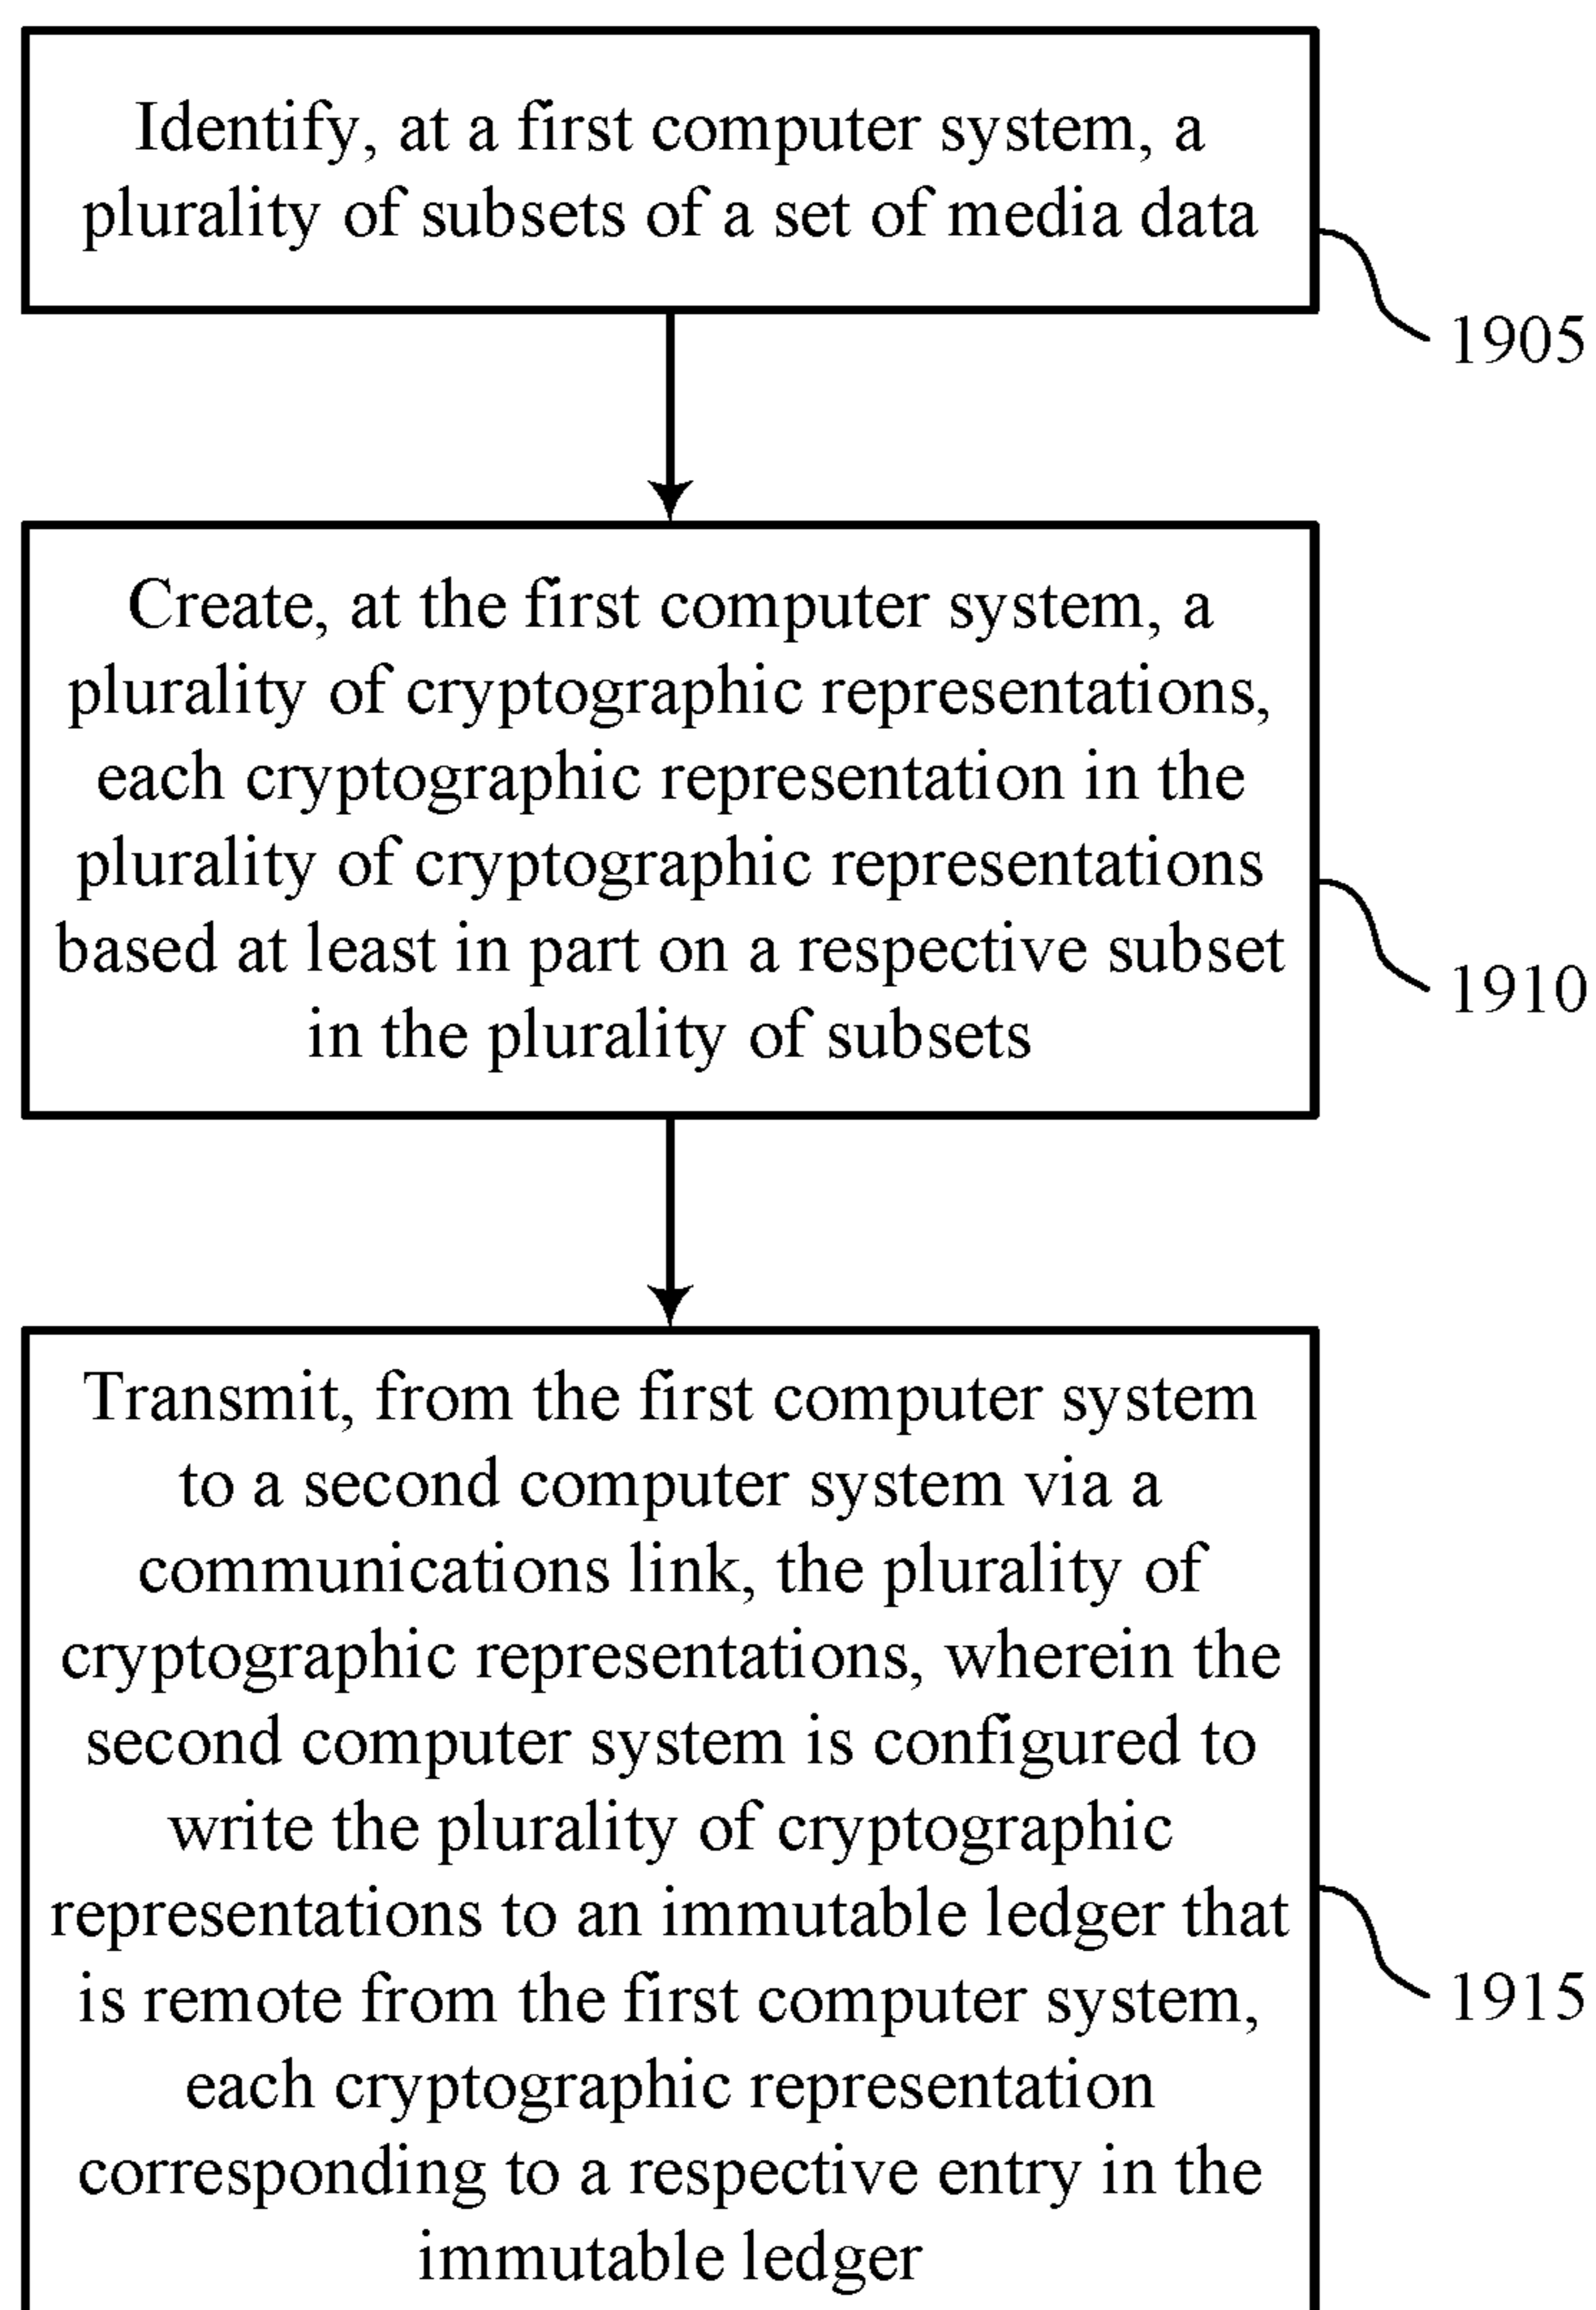 Identify, at a first computer system, a
plurality of subsets of a set of media data
1905
Create, at the first computer system, a
plurality of cryptographic representations,
each cryptographic representation in the
plurality of cryptographic representations
based at least in part on a respective subset
in the plurality of subsets
1910
Transmit, from the first computer system
to a second computer system via a
communications link, the plurality of
cryptographic representations, wherein the
second computer system is configured to
write the plurality of cryptographic
representations to an immutable ledger that
is remote from the first computer system,
each cryptographic representation
corresponding to a respective entry in the
immutable ledger
1915